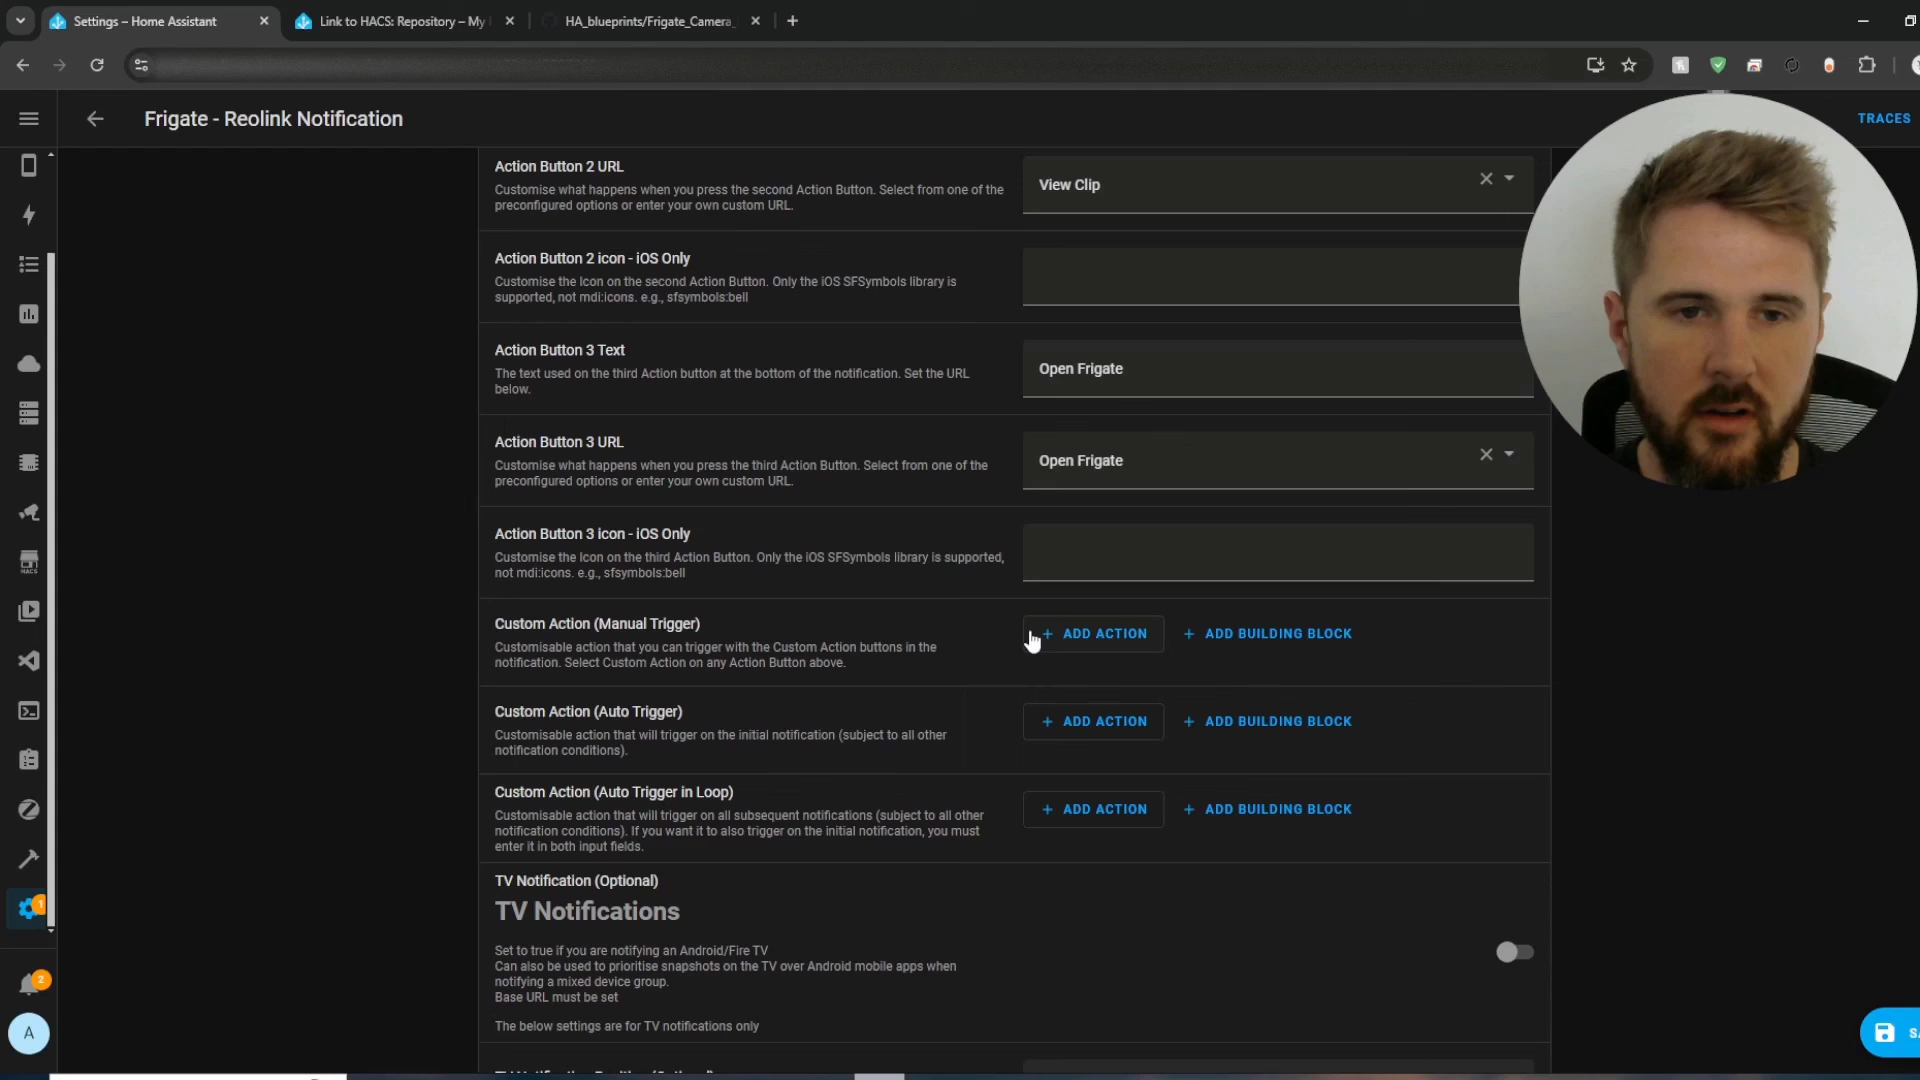 Settings – Home Assistant
Link to HACS: Repository – My
HA_blueprints/Frigate_Camera_
Frigate - Reolink Notification
TRACES
Action Button 2 URL
Customise what happens when you press the second Action Button. Select from one of the
preconfigured options or enter your own custom URL.
View Clip
Action Button 2 icon - iOS Only
Customise the Icon on the second Action Button. Only the iOS SFSymbols library is
supported, not mdi:icons. e.g., sfsymbols:bell
Action Button 3 Text
The text used on the third Action button at the bottom of the notification. Set the URL
below.
Open Frigate
Action Button 3 URL
Customise what happens when you press the third Action Button. Select from one of the
preconfigured options or enter your own custom URL.
Open Frigate
Action Button 3 icon - iOS Only
Customise the Icon on the third Action Button. Only the iOS SFSymbols library is supported,
not mdi:icons. e.g., sfsymbols:bell
Custom Action (Manual Trigger)
Customisable action that you can trigger with the Custom Action buttons in the
notification. Select Custom Action on any Action Button above.
+ ADD ACTION
+ ADD BUILDING BLOCK
Custom Action (Auto Trigger)
Customisable action that will trigger on the initial notification (subject to all other
notification conditions).
+ ADD ACTION
+ ADD BUILDING BLOCK
Custom Action (Auto Trigger in Loop)
Customisable action that will trigger on all subsequent notifications (subject to all other
notification conditions). If you want it to also trigger on the initial notification, you must
enter it in both input fields.
+ ADD ACTION
+ ADD BUILDING BLOCK
TV Notification (Optional)
TV Notifications
Set to true if you are notifying an Android/Fire TV
Can also be used to prioritise snapshots on the TV over Android mobile apps when
notifying a mixed device group.
Base URL must be set
The below settings are for TV notifications only
HACS
1
2
A